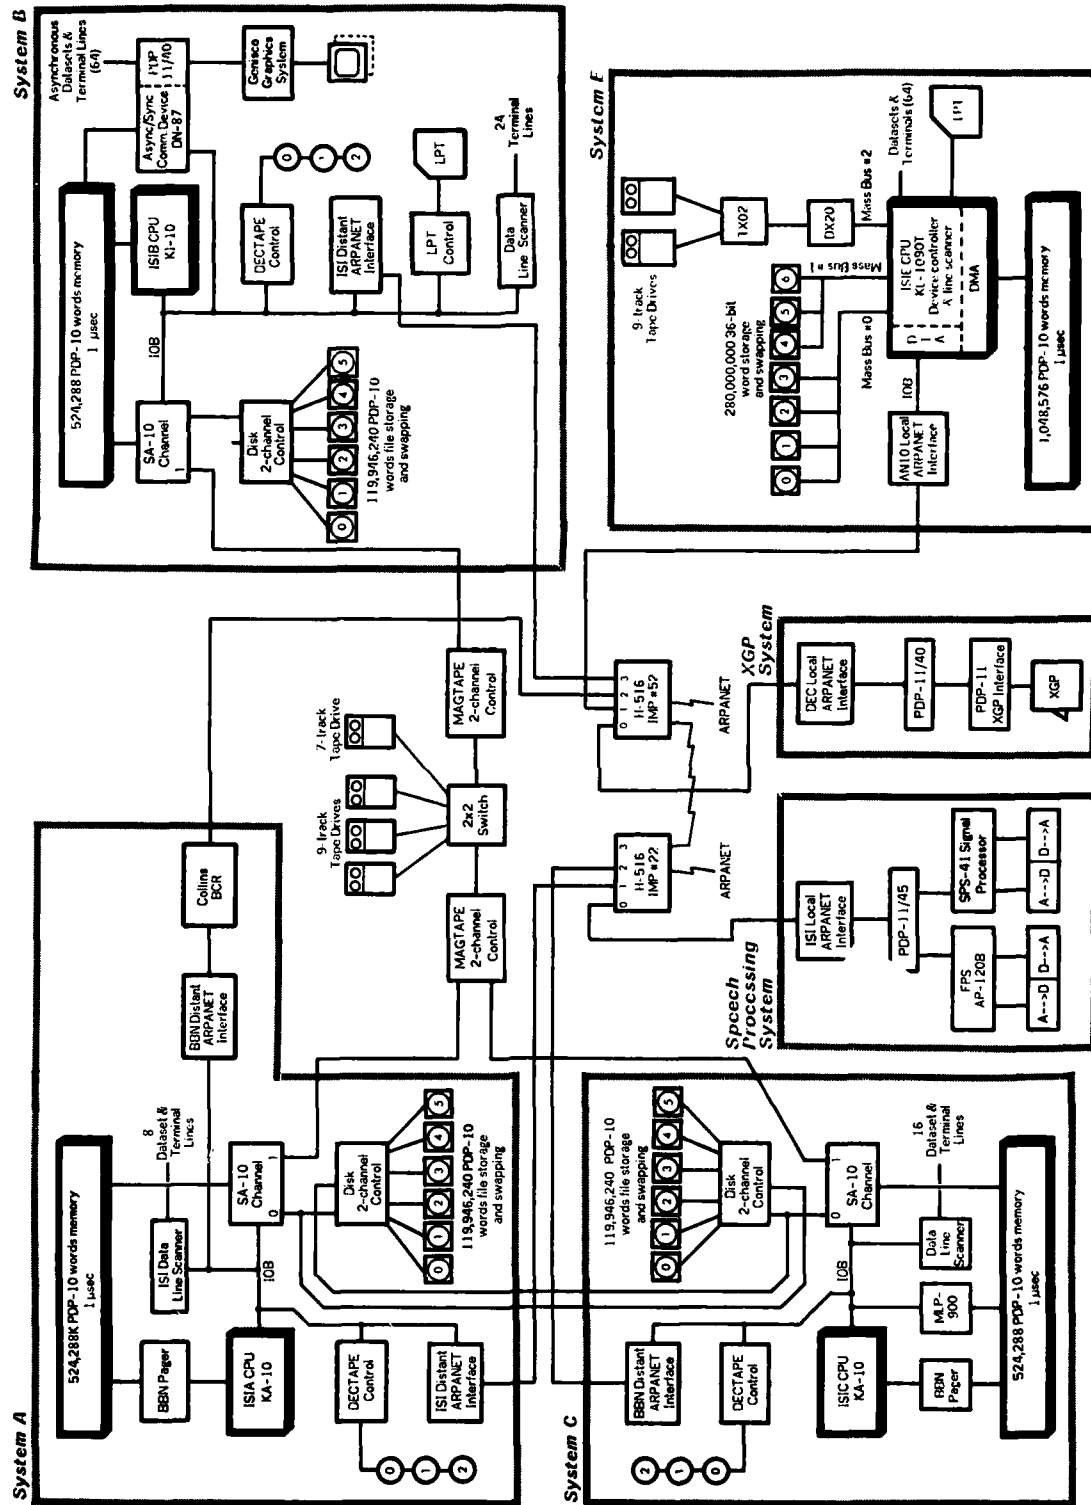 System A
524,288K PDP-10 words memory
1 μsec
BBN Pager
ISIA CPU
KA-10
ISI Data
Line Scanner
8
Dataset &
Terminal
Lines
IOB
SA-10
Channel
0
1
BBN Distant
ARPANET
Interface
Collins
BCR
DECTAPE
Control
0
1
2
ISI Distant
ARPANET
Interface
Disk
2-channel
Control
0
1
2
3
4
5
119,946,240 PDP-10
words file storage
and swapping
9-track
Tape Drives
7-track
Tape Drive
MAGTAPE
2-channel
Control
2x2
Switch
MAGTAPE
2-channel
Control
System B
524,288 PDP-10 words memory
1 μsec
Asynchronous
Datasets &
Terminal Lines
(64)
Async/Sync
Comm. Device
DN-87
PDP
11/40
Genisco
Graphics
System
ISIB CPU
KI-10
IOB
SA-10
Channel
1
DECTAPE
Control
0
1
2
ISI Distant
ARPANET
Interface
LPT
Control
LPT
Data
Line Scanner
24
Terminal
Lines
Disk
2-channel
Control
0
1
2
3
4
5
119,946,240 PDP-10
words file storage
and swapping
System C
BBN Distant
ARPANET
Interface
DECTAPE
Control
2
1
0
Disk
2-channel
Control
0
1
2
3
4
5
119,946,240 PDP-10
words file storage
and swapping
ISIC CPU
KA-10
BBN
Pager
MLP-
900
Data
Line
Scanner
16
Dataset &
Terminal
Lines
IOB
SA-10
Channel
0
1
524,288 PDP-10 words memory
1 μsec
H-516
IMP #22
0
1
2
3
ARPANET
H-516
IMP #52
0
1
2
3
ARPANET
Speech
Processing
System
ISI Local
ARPANET
Interface
PDP-11/45
FPS
AP-120B
SPS-41 Signal
Processor
A-->D
D-->A
A-->D
D-->A
XGP
System
DEC Local
ARPANET
Interface
PDP-11/40
PDP-11
XGP Interface
XGP
System E
9-track
Tape Drives
TX02
DX20
Mass Bus #2
280,000,000 36-bit
word storage
and swapping
0
1
2
3
4
5
6
Mass Bus #0
Mass Bus #1
Datasets &
Terminals (64)
ISIE CPU
KL-1090T
Device controller
& line scanner
D
I
A
DMA
IOB
AN10 Local
ARPANET
Interface
1,048,576 PDP-10 words memory
1 μsec